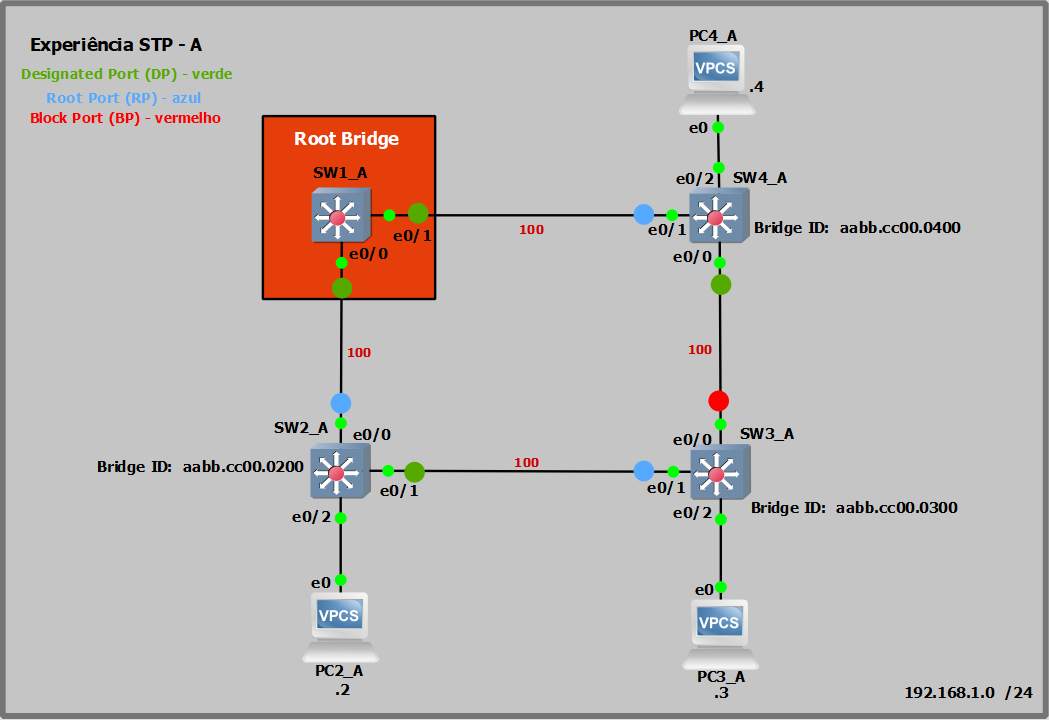 Experiência STP - A
Designated Port (DP) - verde
Root Port (RP) - azul
Block Port (BP) - vermelho
Root Bridge
SW1_A
e0/1
e0/0
100
PC4_A
VPCS
.4
e0
e0/2
SW4_A
e0/1
Bridge ID: aabb.cc00.0400
e0/0
100
100
SW2_A
e0/0
Bridge ID: aabb.cc00.0200
e0/1
e0/2
100
SW3_A
e0/0
e0/1
e0/2
Bridge ID: aabb.cc00.0300
e0
VPCS
PC2_A
.2
e0
VPCS
PC3_A
.3
192.168.1.0 /24